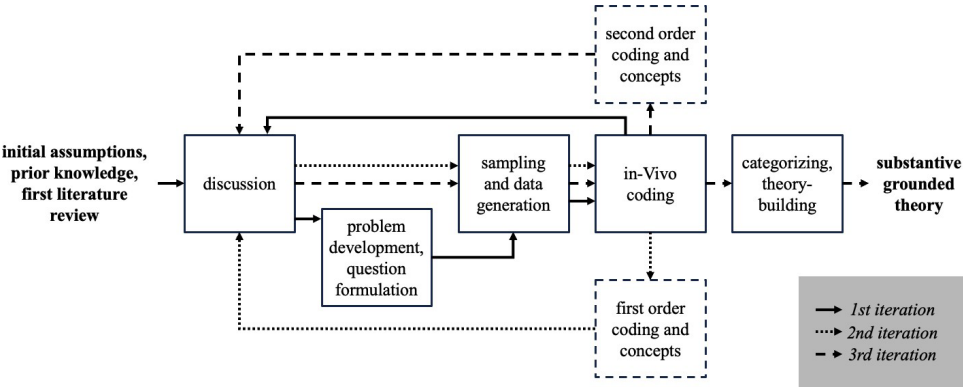 second order
coding and
concepts
initial assumptions,
prior knowledge,
first literature
review
discussion
problem
development,
question
formulation
sampling
and data
generation
in-Vivo
coding
categorizing,
theory-
building
substantive
grounded
theory
first order
coding and
concepts
1st iteration
2nd iteration
3rd iteration